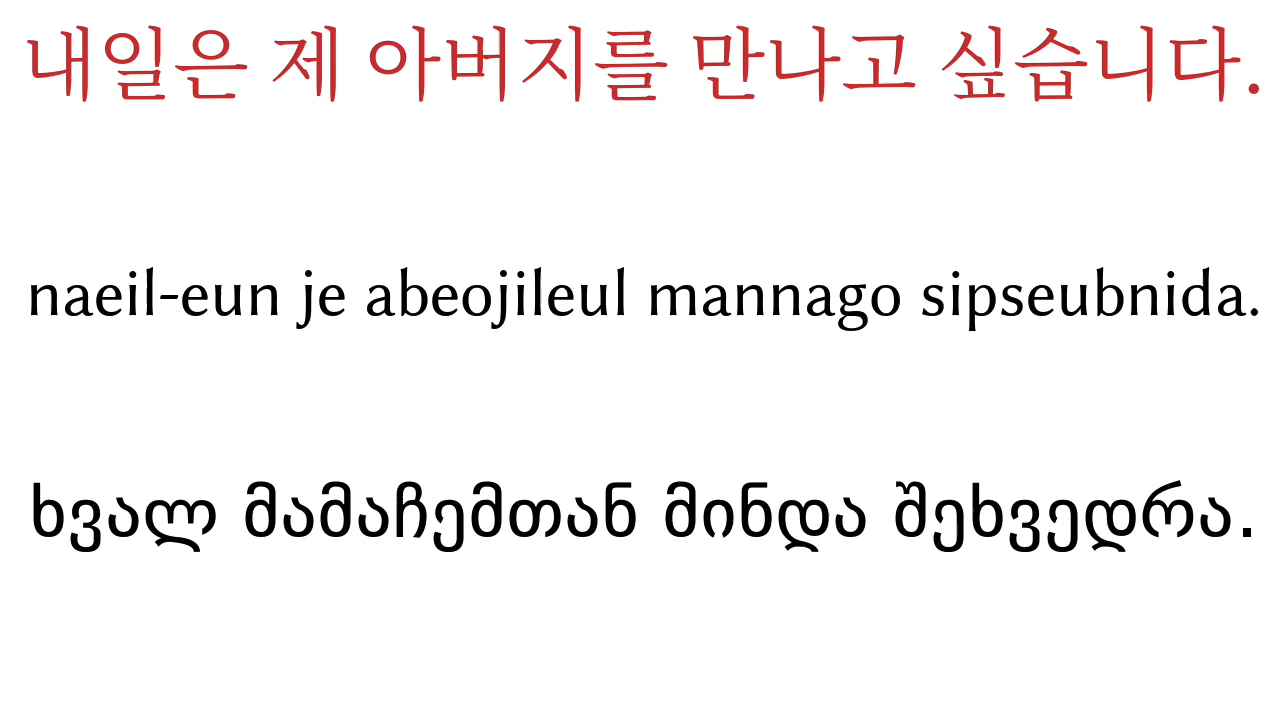 내일은 제 아버지를 만나고 싶습니다.
naeil-eun je abeojileul mannago sipseubnida.
ხვალ მამაჩემთან მინდა შეხვედრა.